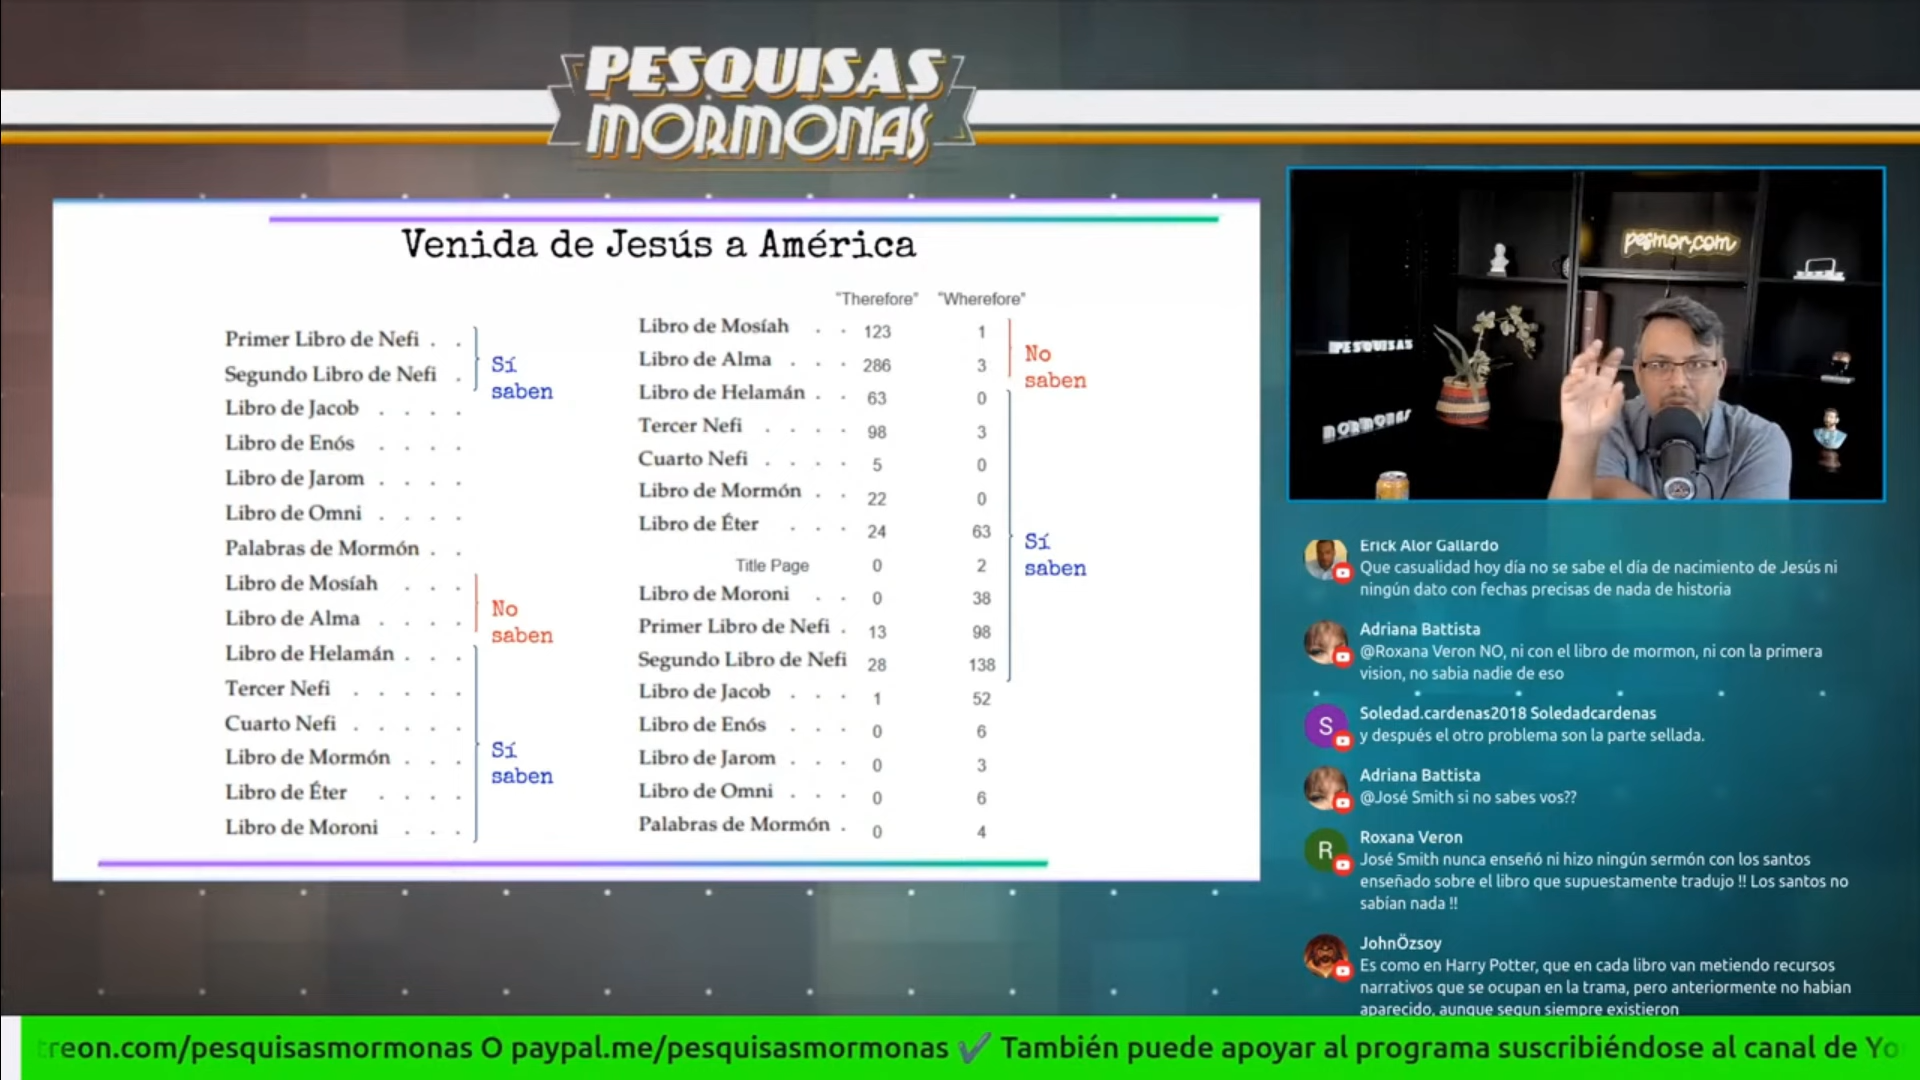 PESQUISAS
MORMONAS
Venida de Jesús a América
Primer Libro de Nefi . .
Segundo Libro de Nefi .
Libro de Jacob . . . .
Libro de Enós . . . .
Libro de Jarom . . . .
Libro de Omni . . . .
Palabras de Mormón . .
Libro de Mosíah . . .
Libro de Alma . . . .
Libro de Helamán . . .
Tercer Nefi . . . . .
Cuarto Nefi . . . . .
Libro de Mormón . . .
Libro de Éter . . . .
Libro de Moroni . . .
Sí
saben
No
saben
Sí
saben
"Therefore" "Wherefore"
Libro de Mosíah . . 123 1
Libro de Alma . . . 286 3
Libro de Helamán . . 63 0
Tercer Nefi . . . . 98 3
Cuarto Nefi . . . . 5 0
Libro de Mormón . . 22 0
Libro de Éter . . . 24 63
Title Page 0 2
Libro de Moroni . . 0 38
Primer Libro de Nefi . 13 98
Segundo Libro de Nefi 28 138
Libro de Jacob . . . 1 52
Libro de Enós . . . 0 6
Libro de Jarom . . . 0 3
Libro de Omni . . . 0 6
Palabras de Mormón . 0 4
No
saben
Sí
saben
pesmor.com
PESQUISAS
MORMONAS
Erick Alor Gallardo
Que casualidad hoy día no se sabe el día de nacimiento de Jesús ni
ningún dato con fechas precisas de nada de historia
Adriana Battista
@Roxana Veron NO, ni con el libro de mormon, ni con la primera
vision, no sabia nadie de eso
S
Soledad.cardenas2018 Soledadcardenas
y después el otro problema son la parte sellada.
Adriana Battista
@José Smith si no sabes vos??
R
Roxana Veron
José Smith nunca enseñó ni hizo ningún sermón con los santos
enseñado sobre el libro que supuestamente tradujo !! Los santos no
sabían nada !!
JohnÖzsoy
Es como en Harry Potter, que en cada libro van metiendo recursos
narrativos que se ocupan en la trama, pero anteriormente no habian
aparecido, aunque segun siempre existieron
treon.com/pesquisasmormonas O paypal.me/pesquisasmormonas ✔ También puede apoyar al programa suscribiéndose al canal de Yo